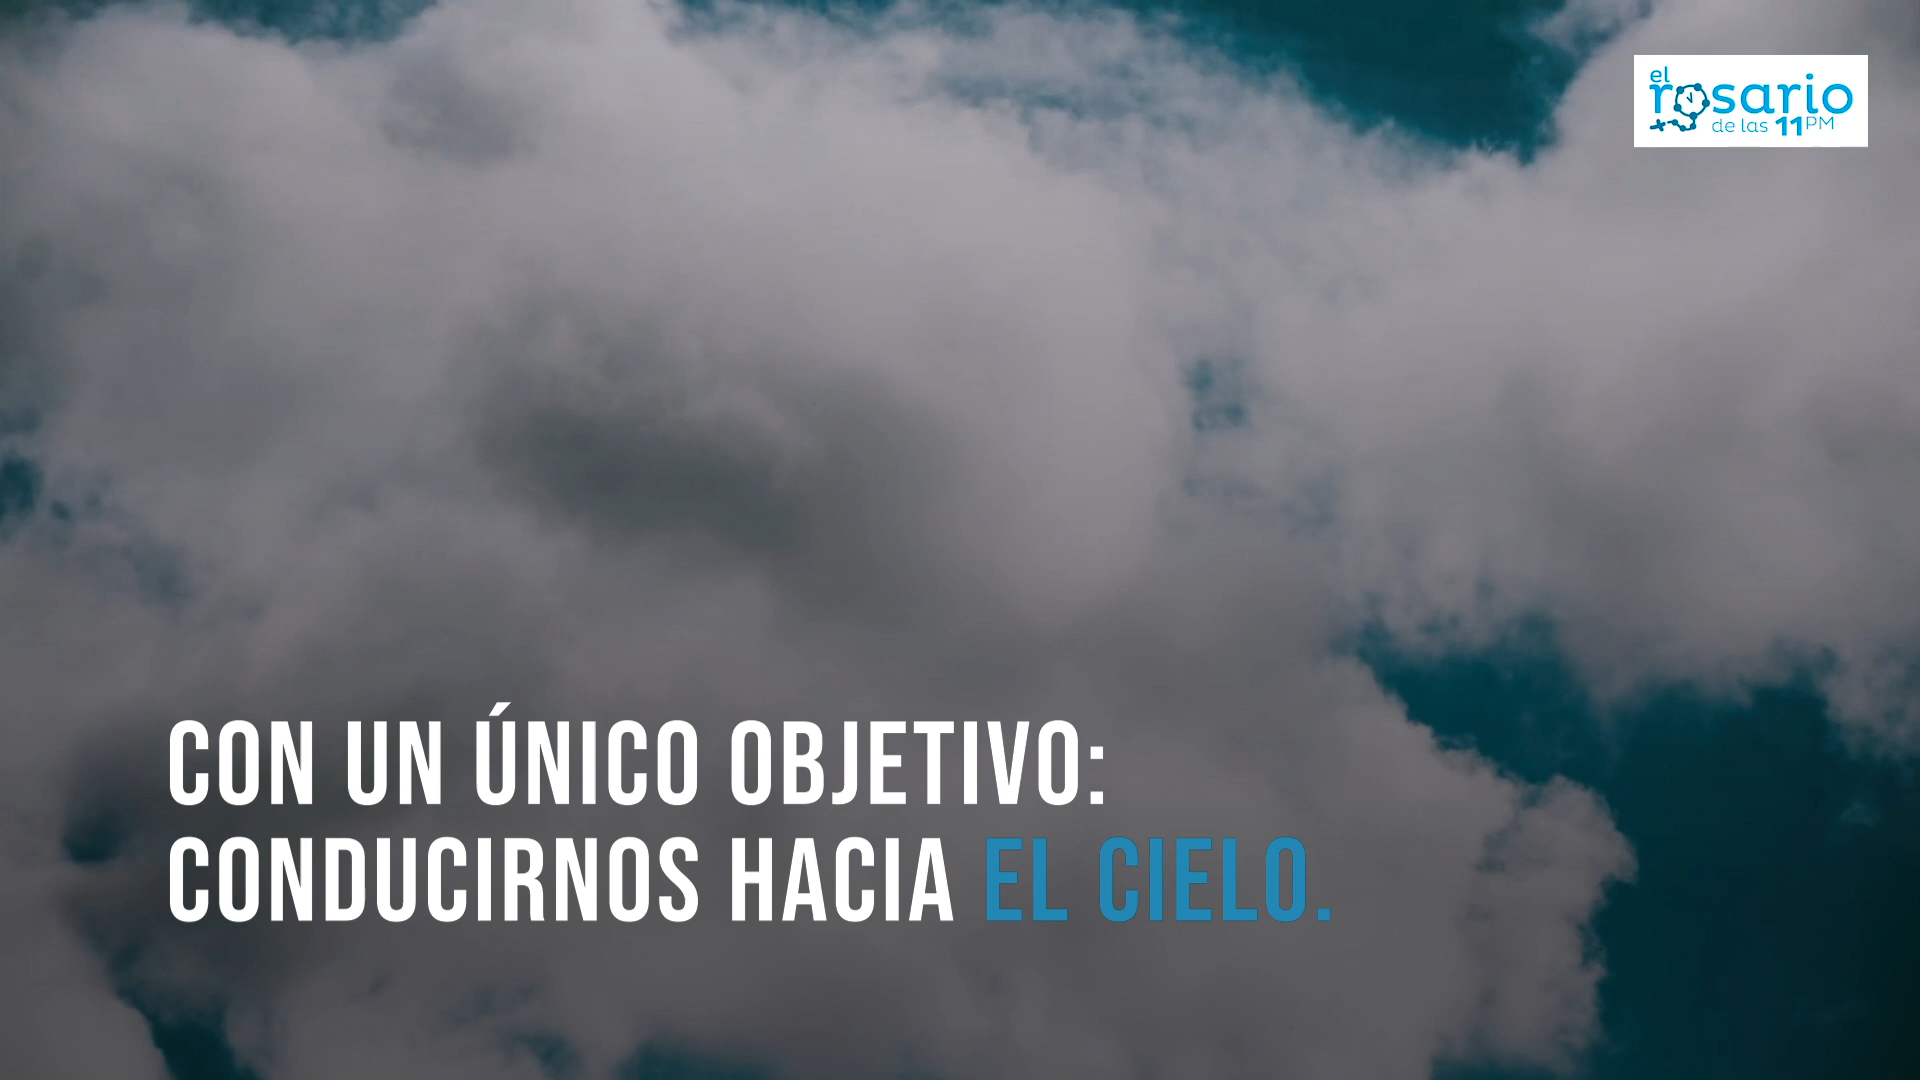 el
rosario
de las 11PM
CON UN ÚNICO OBJETIVO:
CONDUCIRNOS HACIA EL CIELO.